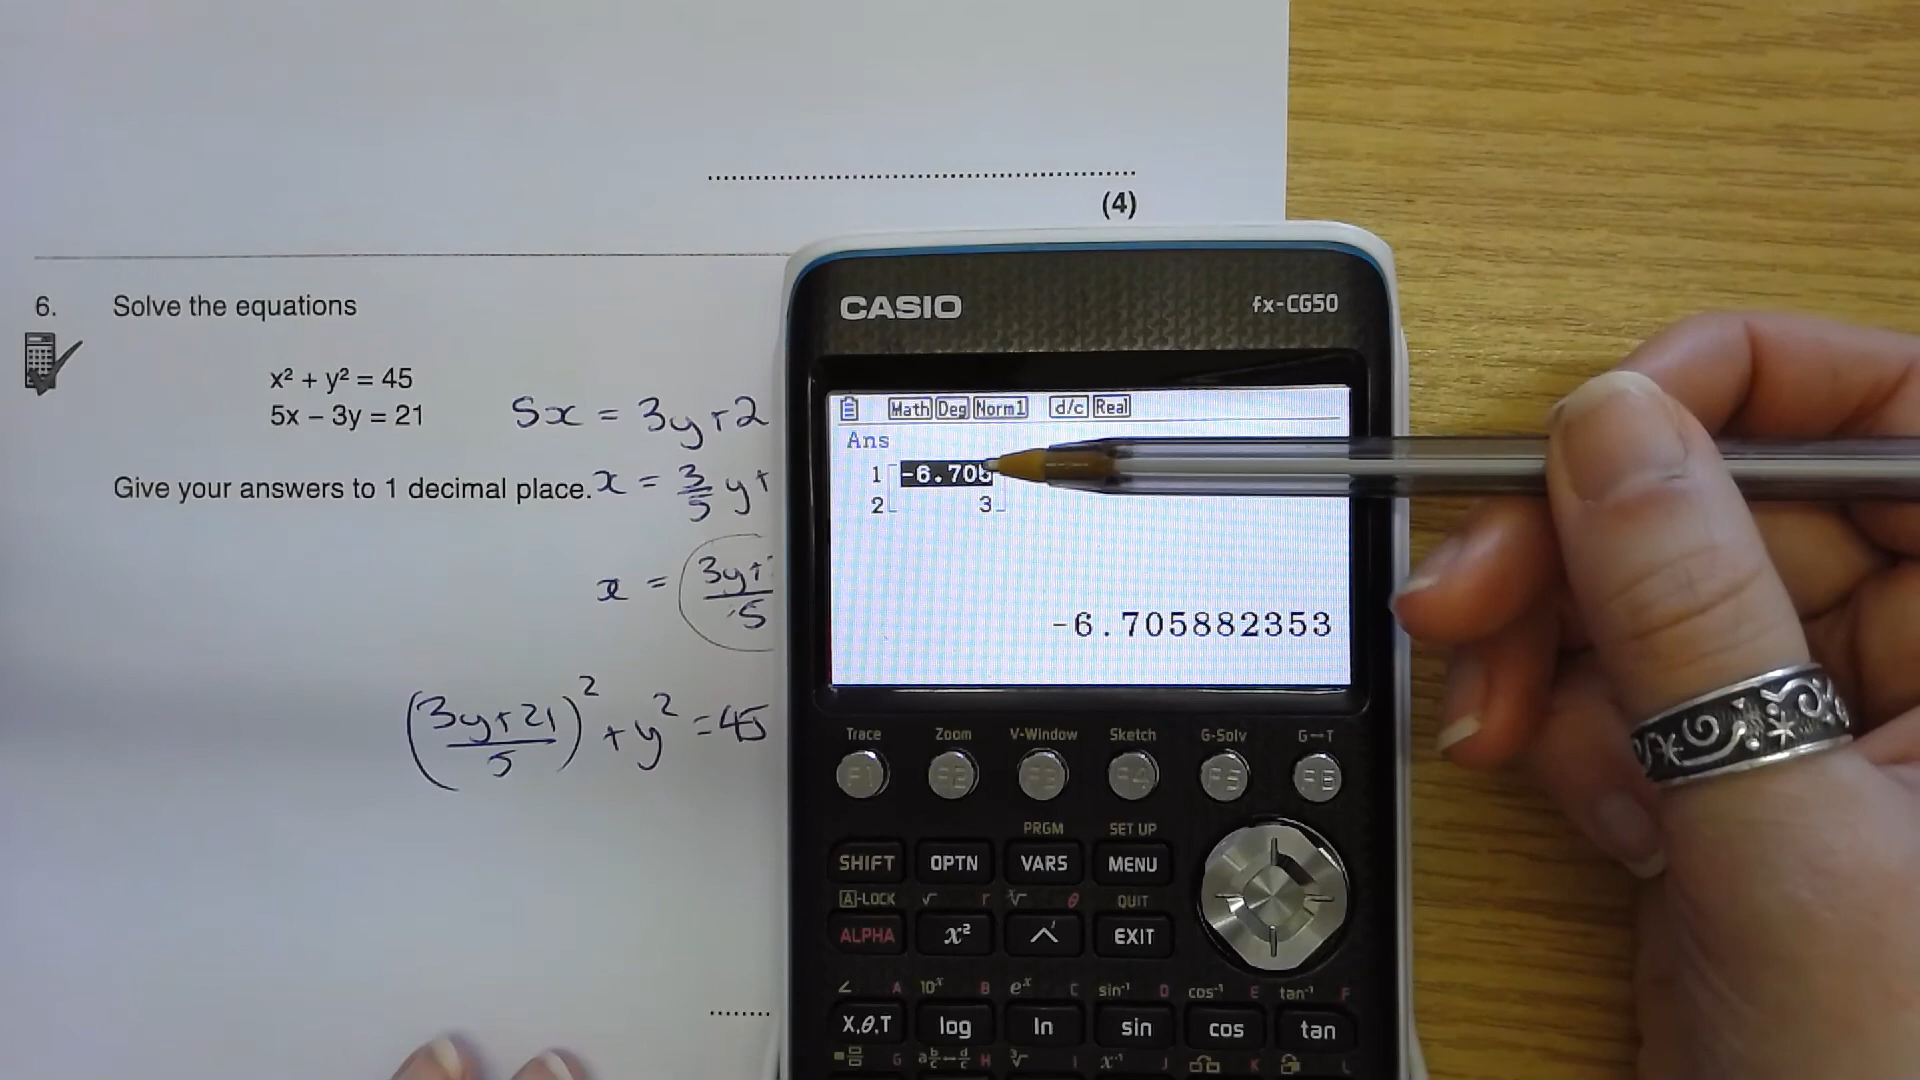 (4)
6. Solve the equations
x² + y² = 45
5x − 3y = 21
5x = 3y+2
Give your answers to 1 decimal place.
x = 3/5 y+
x = 3y+ / 5
(3y+21 / 5)² + y² = 45
CASIO fx-CG50
Math Deg Norm1 d/c Real
Ans
1 -6.705
2 3
-6.705882353
Trace Zoom V-Window Sketch G-Solv G↔T
F1 F2 F3 F4 F5 F6
PRGM SET UP
SHIFT OPTN VARS MENU
A-LOCK √ r ˣ√ θ QUIT
ALPHA x² ^ EXIT
∠ A 10ˣ B eˣ C sin⁻¹ D cos⁻¹ E tan⁻¹ F
X,θ,T log ln sin cos tan
G a b/c↔d/c H ³√ I x⁻¹ J K L